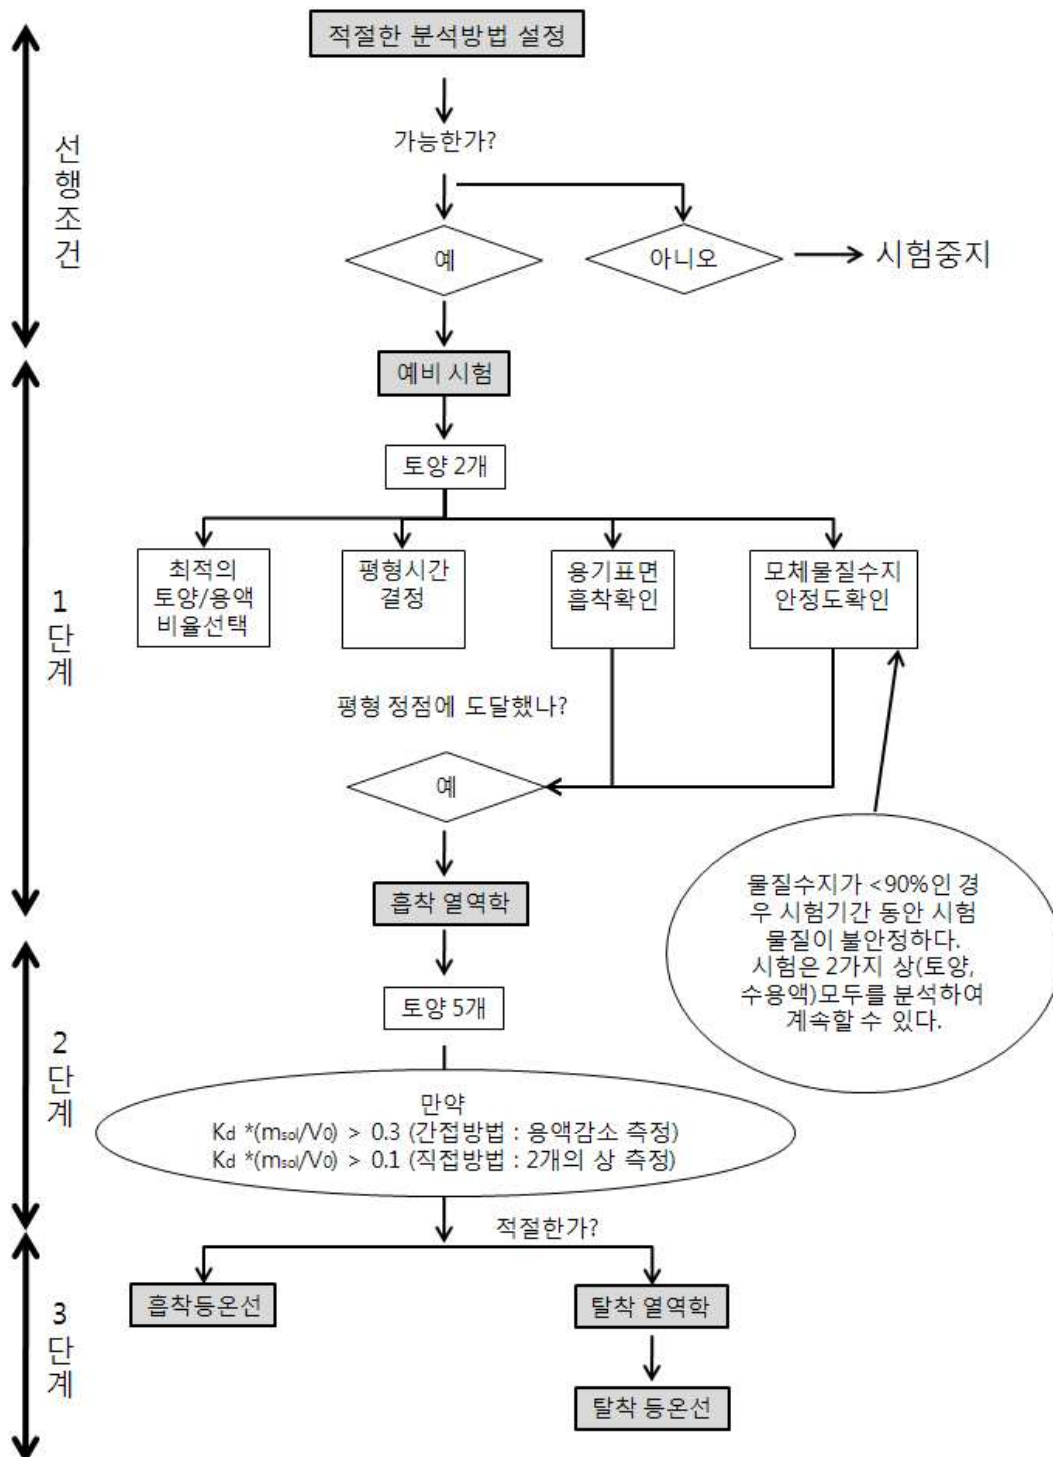 적절한 분석방법 설정
가능한가?
선행조건
예
아니오
시험중지
예비 시험
토양 2개
1단계
최적의
토양/용액
비율선택
평형시간
결정
용기표면
흡착확인
모체물질수지
안정도확인
평형 정점에 도달했나?
예
물질수지가 <90%인 경
우 시험기간 동안 시험
물질이 불안정하다.
시험은 2가지 상(토양,
수용액)모두를 분석하여
계속할 수 있다.
흡착 열역학
2단계
토양 5개
만약
Kd *(msol/V0) > 0.3 (간접방법 : 용액감소 측정)
Kd *(msol/V0) > 0.1 (직접방법 : 2개의 상 측정)
적절한가?
3단계
흡착등온선
탈착 열역학
탈착 등온선